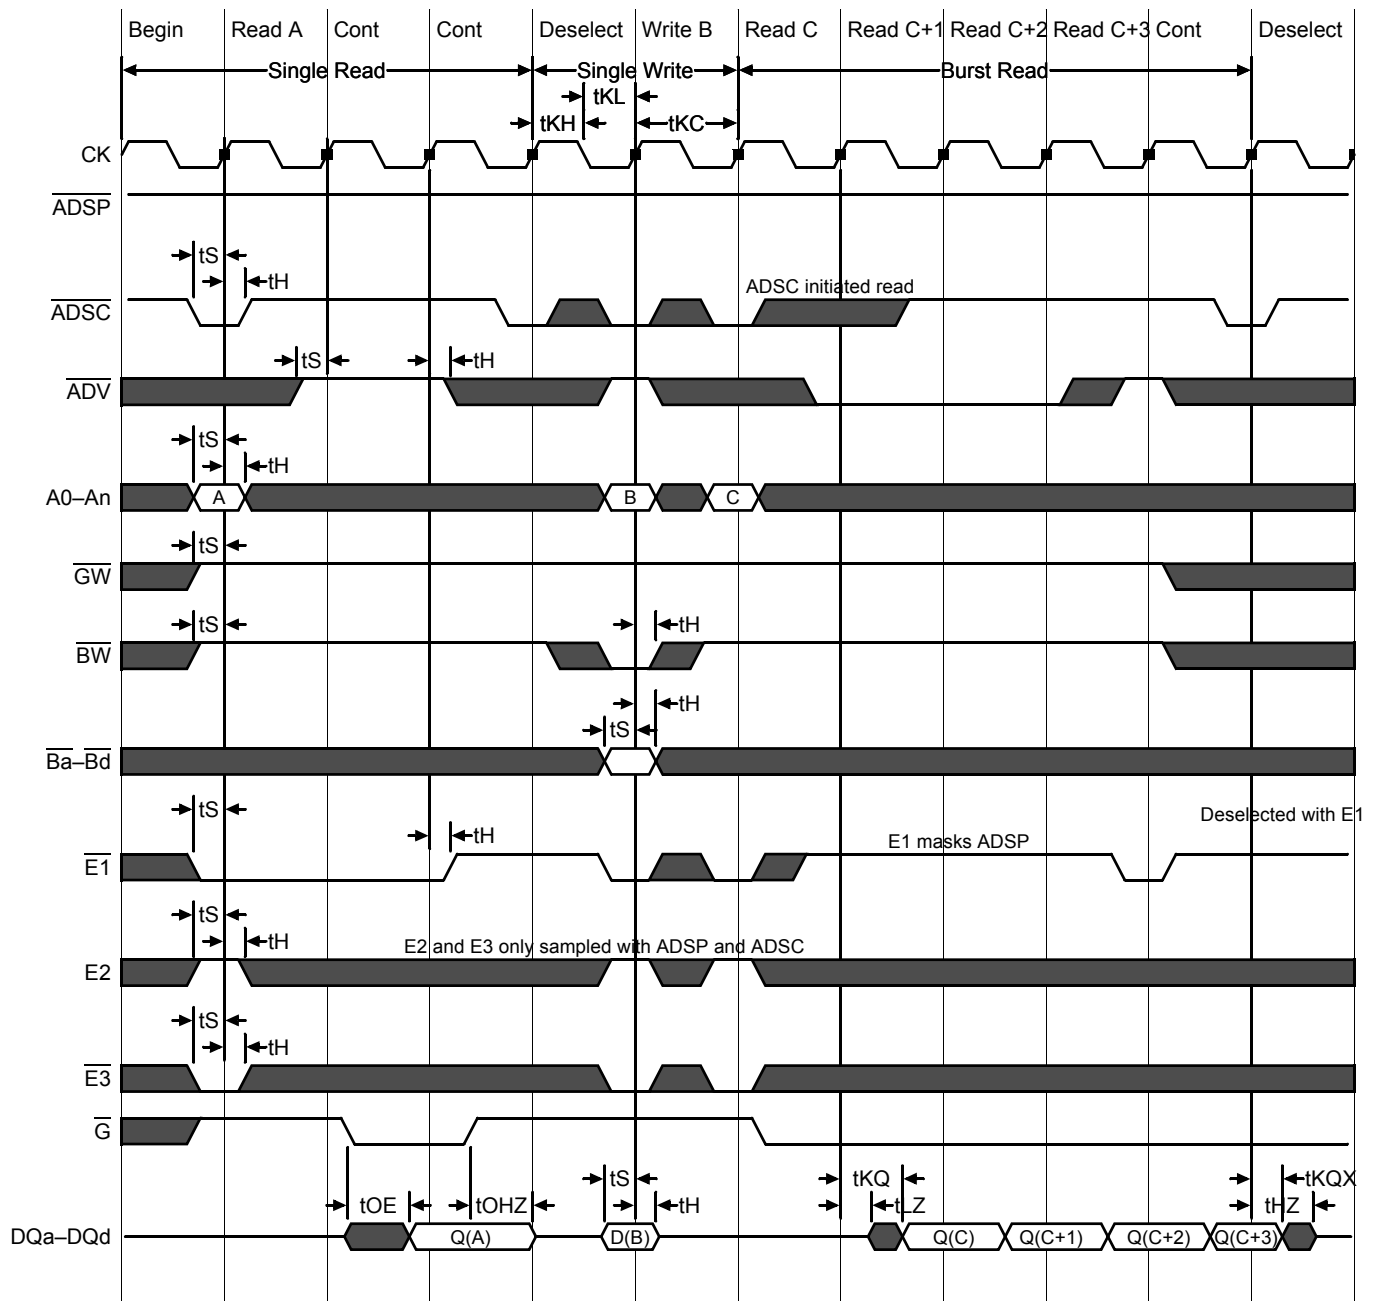 Begin Read A Cont Cont Deselect Write B Read C Read C+1 Read C+2 Read C+3 Cont Deselect
Single Read Single Write Burst Read
tKL
tKH tKC
CK
ADSP
tS
tH
ADSC initiated read
ADSC
tS tH
ADV
tS
tH
A0–An A B C
tS
GW
tS tH
BW
tH
tS
Ba–Bd
tS
Deselected with E1
tH
E1 masks ADSP
E1
tS
tH
E2 and E3 only sampled with ADSP and ADSC
E2
tS
tH
E3
G
tS tKQ tKQX
tOE tOHZ tH tLZ tHZ
DQa–DQd Q(A) D(B) Q(C) Q(C+1) Q(C+2) Q(C+3)